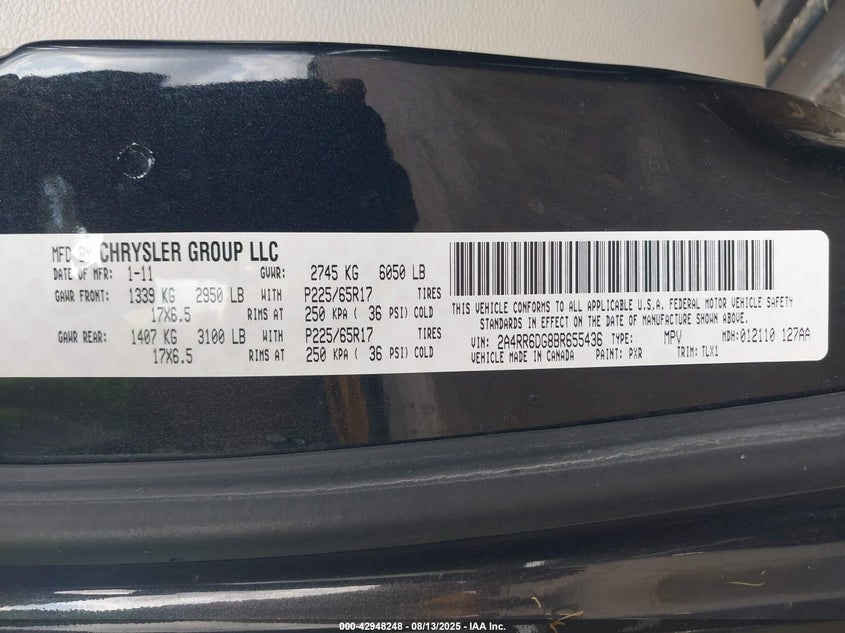 MFD BY CHRYSLER GROUP LLC
DATE OF MFR: 1-11 GVWR: 2745 KG 6050 LB
GAWR FRONT: 1339 KG 2950 LB WITH P225/65R17 TIRES
17X6.5 RIMS AT 250 KPA ( 36 PSI) COLD
GAWR REAR: 1407 KG 3100 LB WITH P225/65R17 TIRES
17X6.5 RIMS AT 250 KPA ( 36 PSI) COLD
THIS VEHICLE CONFORMS TO ALL APPLICABLE U.S.A. FEDERAL MOTOR VEHICLE SAFETY
STANDARDS IN EFFECT ON THE DATE OF MANUFACTURE SHOWN ABOVE.
VIN: 2A4RR6DG8BR655436 TYPE: MPV MDH: 012110 127AA
VEHICLE MADE IN CANADA PAINT: PXR TRIM: TLX1
000-42948248 - 08/13/2025 - IAA Inc.